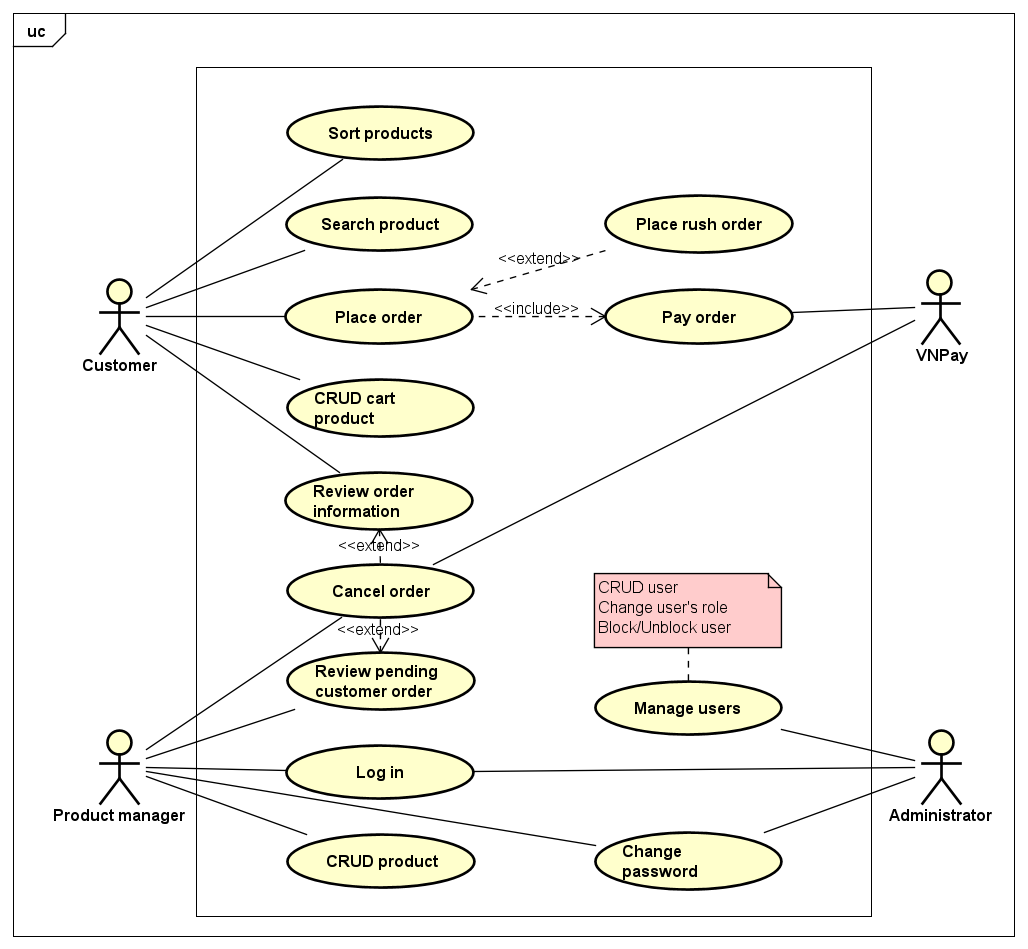 uc
Sort products
Search product
Place rush order
<<extend>>
<<include>>
Place order
Pay order
Customer
VNPay
CRUD cart
product
Review order
information
<<extend>>
Cancel order
CRUD user
Change user's role
Block/Unblock user
<<extend>>
Review pending
customer order
Manage users
Log in
Product manager
Administrator
CRUD product
Change
password